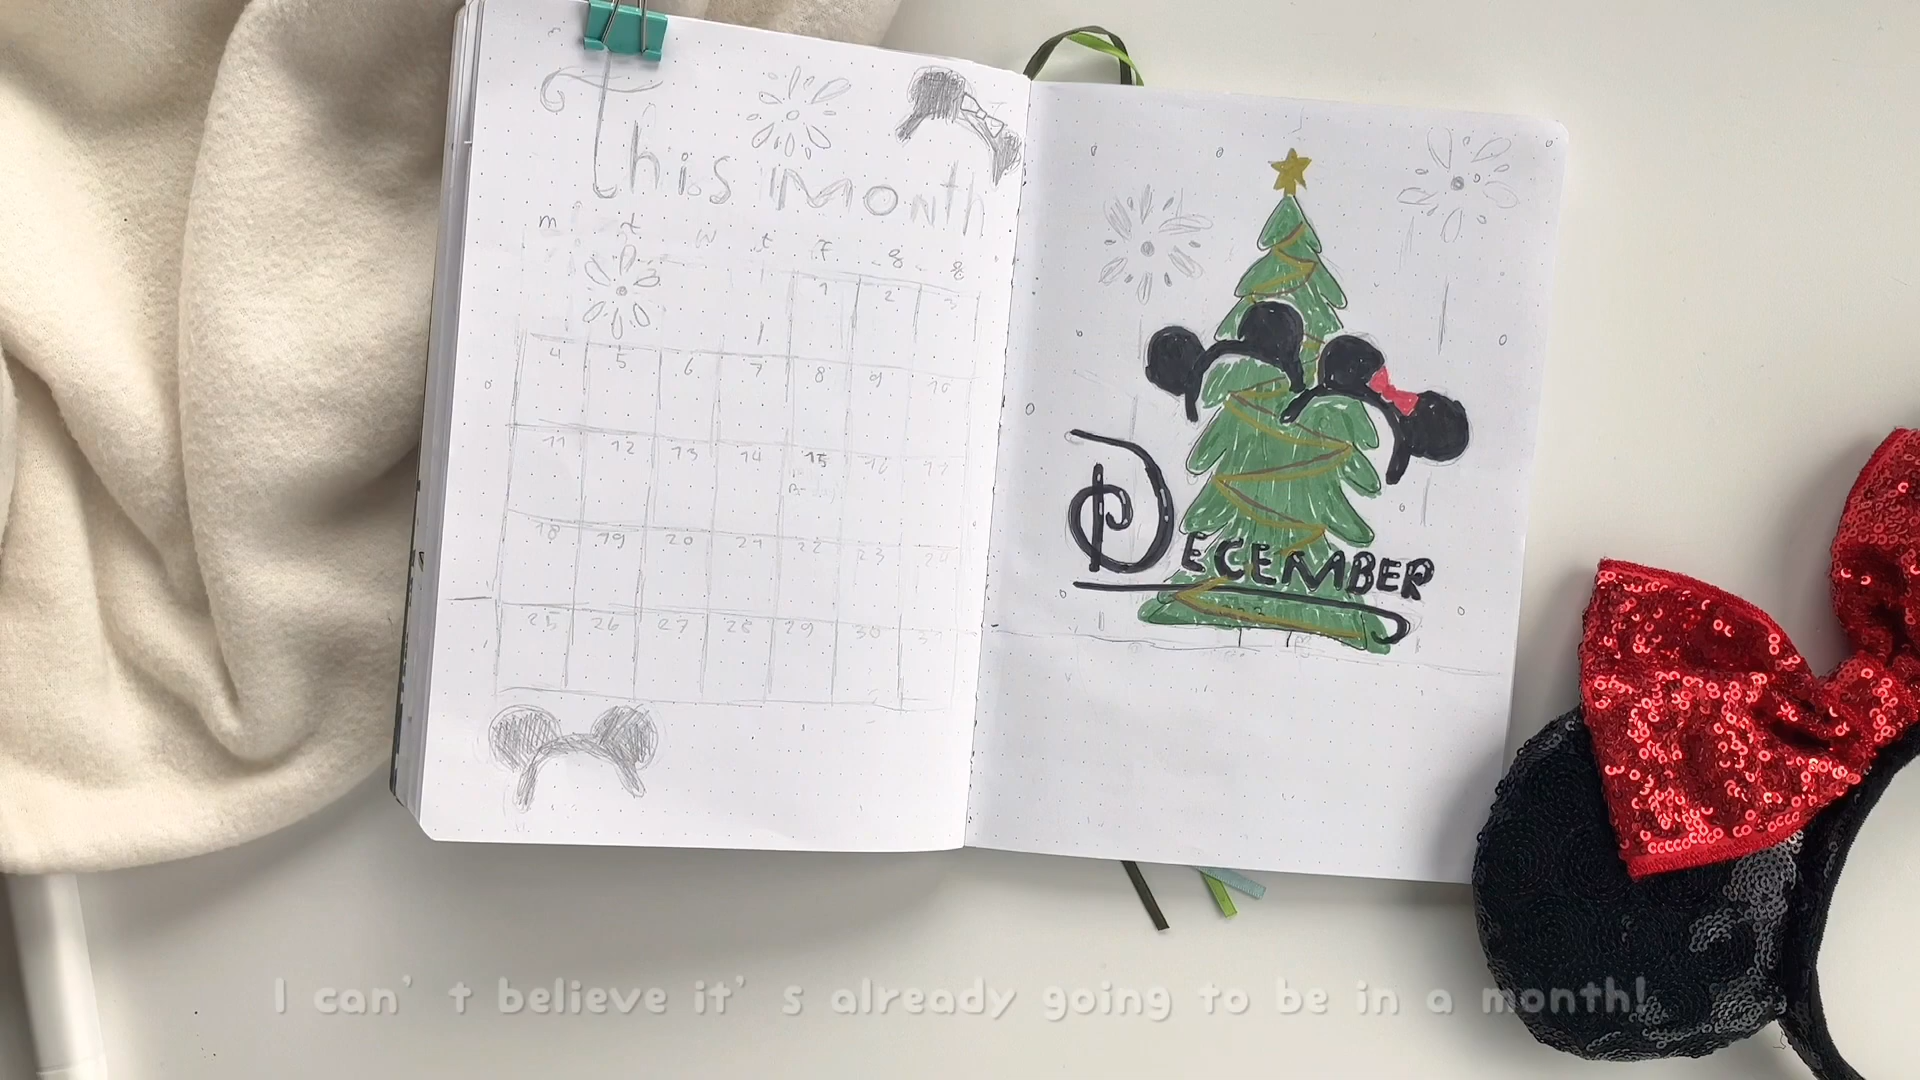 This Month
m t w t F S S
1 2 3
4 5 6 7 8 9 10
11 12 13 14 15 16 17
18 19 20 21 22 23 24
25 26 27 28 29 30 31
DECEMBER
I can't believe it's already going to be in a month!